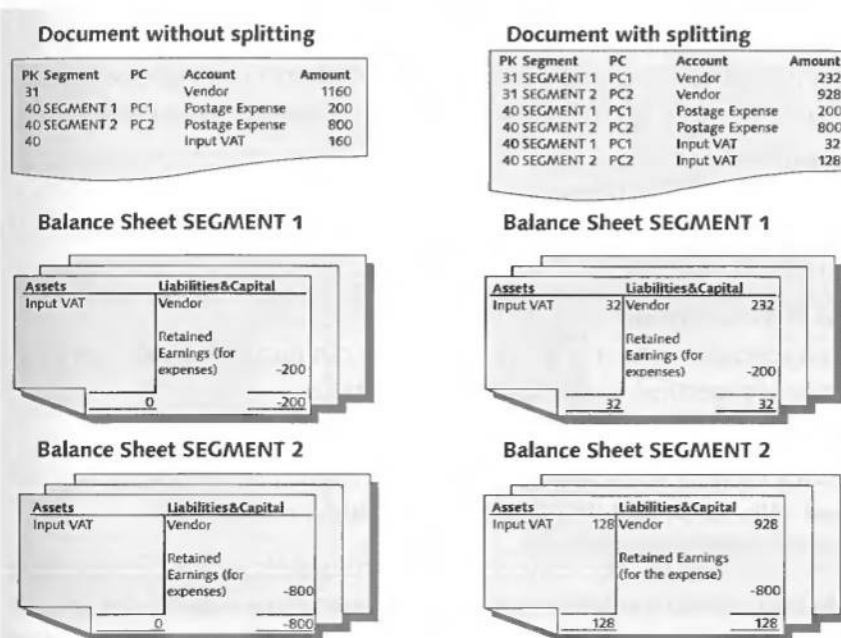 Document without splitting
PK Segment PC Account Amount
31 Vendor 1160
40 SEGMENT 1 PC1 Postage Expense 200
40 SEGMENT 2 PC2 Postage Expense 800
40 Input VAT 160
Balance Sheet SEGMENT 1
Assets Liabilities&Capital
Input VAT Vendor
Retained
Earnings (for
expenses) -200
0 -200
Balance Sheet SEGMENT 2
Assets Liabilities&Capital
Input VAT Vendor
Retained
Earnings (for
expenses) -800
0 -800
Document with splitting
PK Segment PC Account Amount
31 SEGMENT 1 PC1 Vendor 232
31 SEGMENT 2 PC2 Vendor 928
40 SEGMENT 1 PC1 Postage Expense 200
40 SEGMENT 2 PC2 Postage Expense 800
40 SEGMENT 1 PC1 Input VAT 32
40 SEGMENT 2 PC2 Input VAT 128
Balance Sheet SEGMENT 1
Assets Liabilities&Capital
Input VAT 32 Vendor 232
Retained
Earnings (for
expenses) -200
32 32
Balance Sheet SEGMENT 2
Assets Liabilities&Capital
Input VAT 128 Vendor 928
Retained Earnings
(for the expense)
-800
128 128